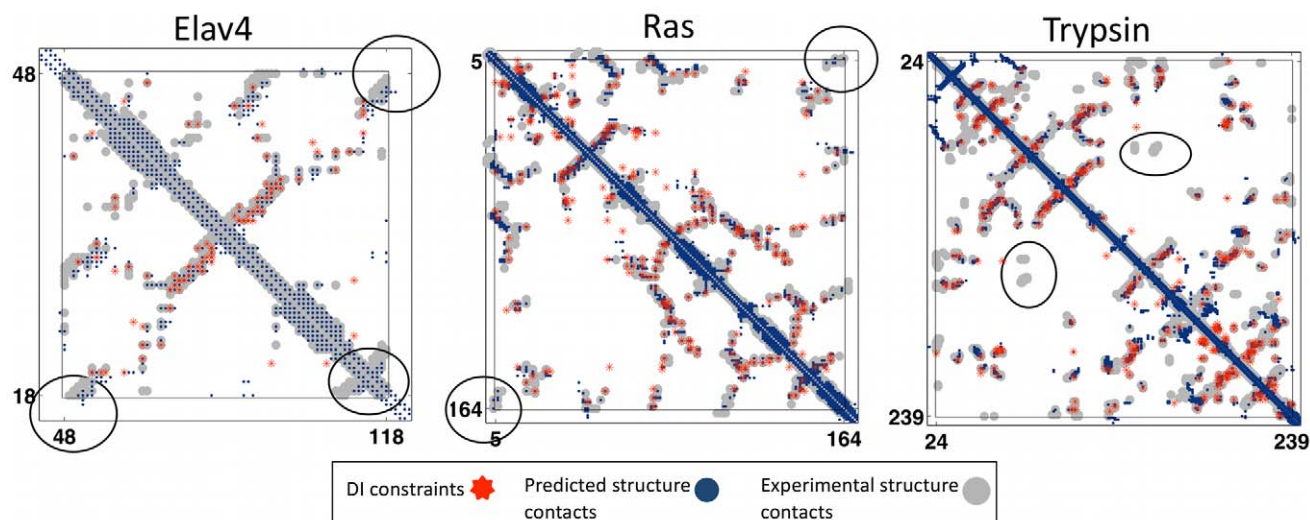 Elav4
Ras
Trypsin
48
5
24
18
164
239
48
118
5
164
24
239
DI constraints
Predicted structure
contacts
Experimental structure
contacts